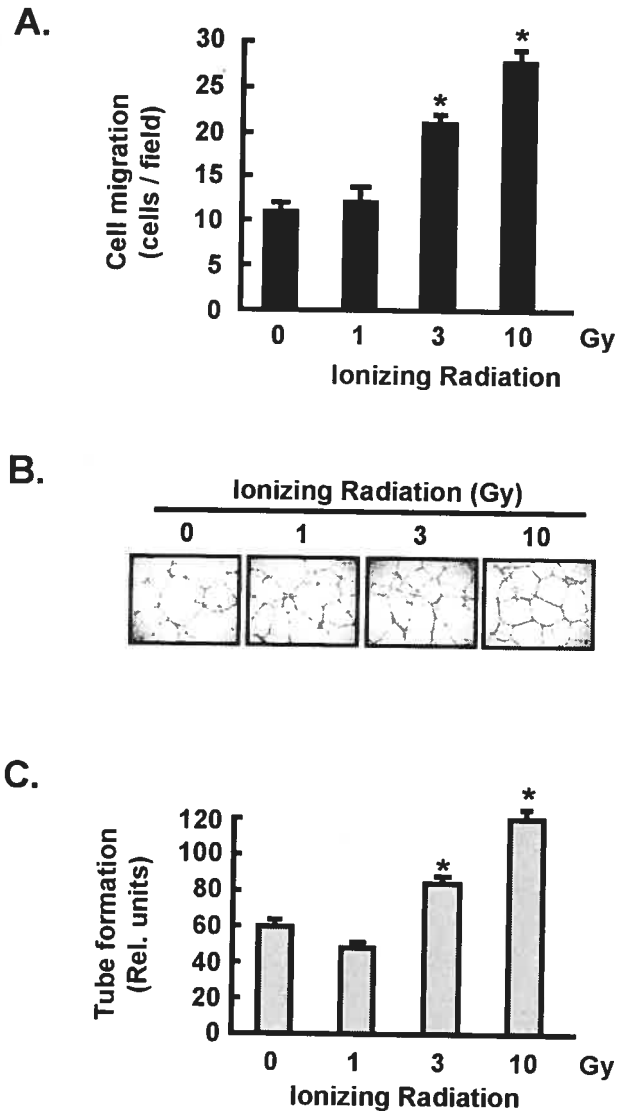 A.
Cell migration
(cells / field)
30
25
20
15
10
5
0
*
*
0 1 3 10 Gy
Ionizing Radiation
B.
Ionizing Radiation (Gy)
0 1 3 10
C.
Tube formation
(Rel. units)
120
100
80
60
40
20
0
*
*
0 1 3 10 Gy
Ionizing Radiation